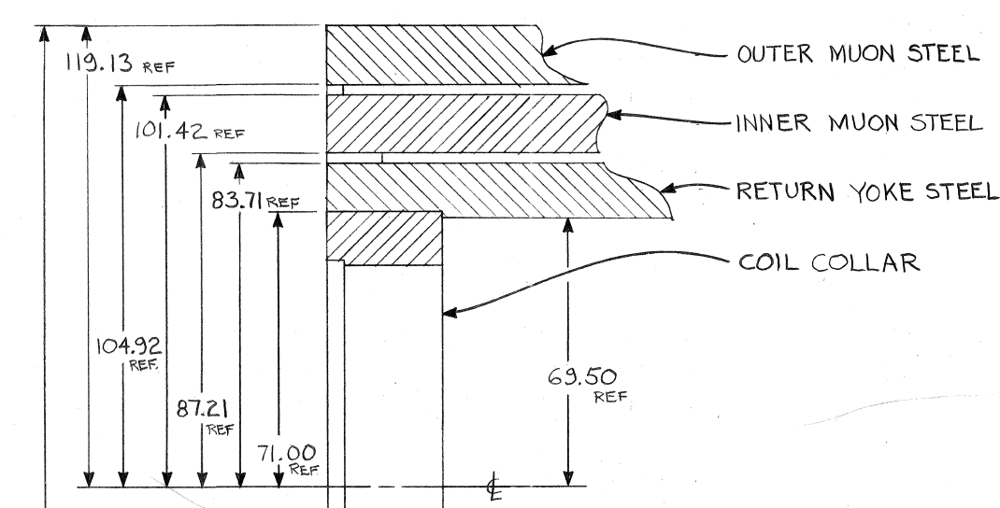 OUTER MUON STEEL
119.13 REF
INNER MUON STEEL
101.42 REF
RETURN YOKE STEEL
83.71 REF
COIL COLLAR
104.92
REF.
69.50
REF
87.21
REF
71.00
REF
℄